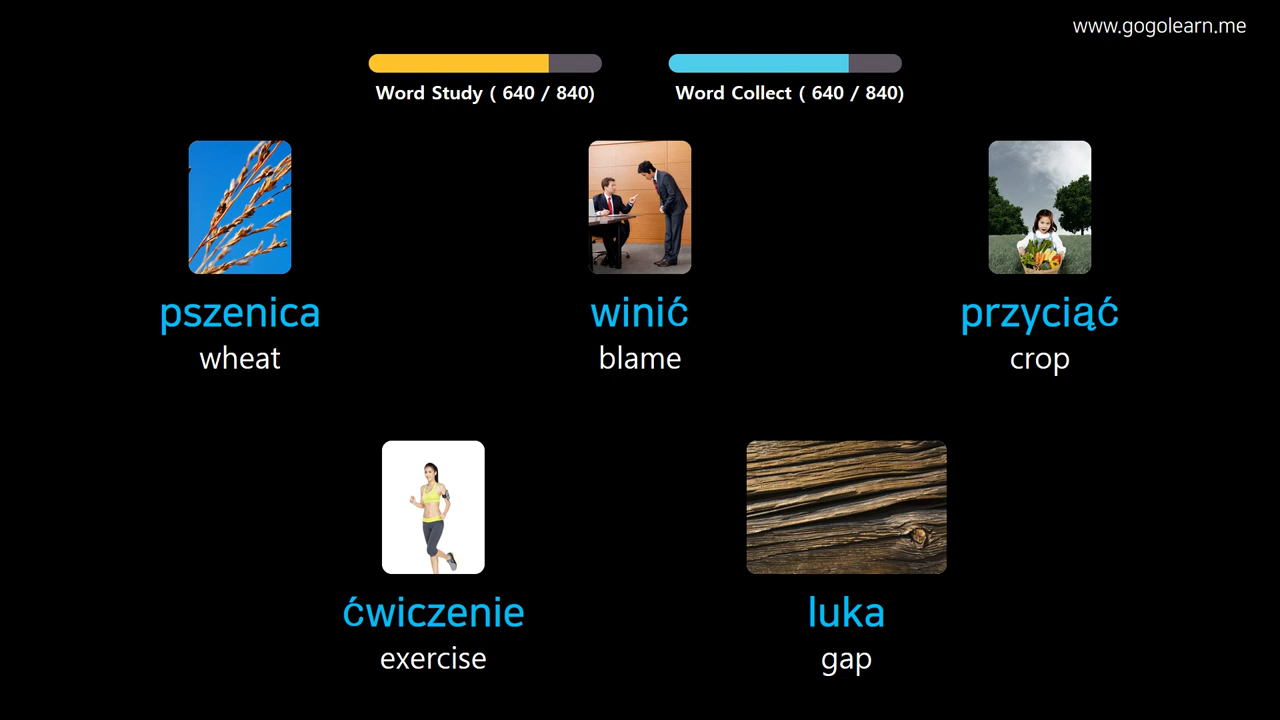 www.gogolearn.me
Word Study ( 640 / 840)
Word Collect ( 640 / 840)
pszenica
wheat
winić
blame
przyciąć
crop
ćwiczenie
exercise
luka
gap